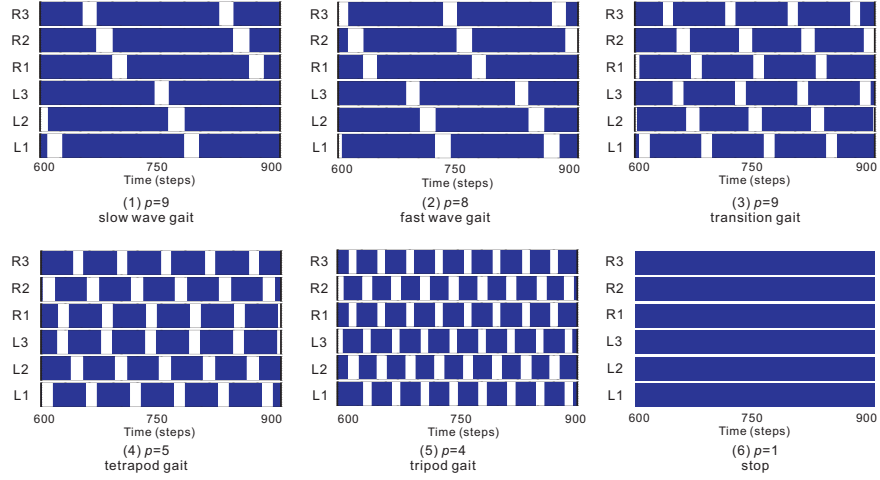 R3
R2
R1
L3
L2
L1
600 750 900
Time (steps)
(1) p=9
slow wave gait
R3
R2
R1
L3
L2
L1
600 750 900
Time (steps)
(2) p=8
fast wave gait
R3
R2
R1
L3
L2
L1
600 750 900
Time (steps)
(3) p=9
transition gait
R3
R2
R1
L3
L2
L1
600 750 900
Time (steps)
(4) p=5
tetrapod gait
R3
R2
R1
L3
L2
L1
600 750 900
Time (steps)
(5) p=4
tripod gait
R3
R2
R1
L3
L2
L1
600 750 900
Time (steps)
(6) p=1
stop